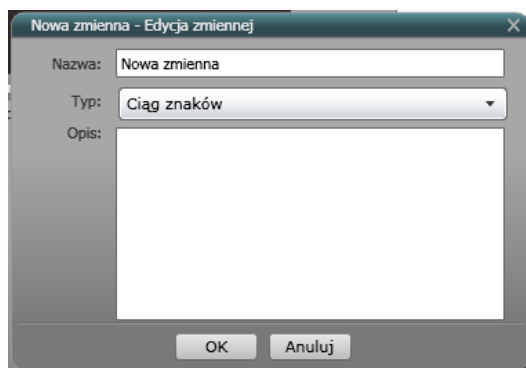 Nowa zmienna - Edycja zmiennej
Nazwa: Nowa zmienna
Typ: Ciąg znaków
Opis:
OK Anuluj